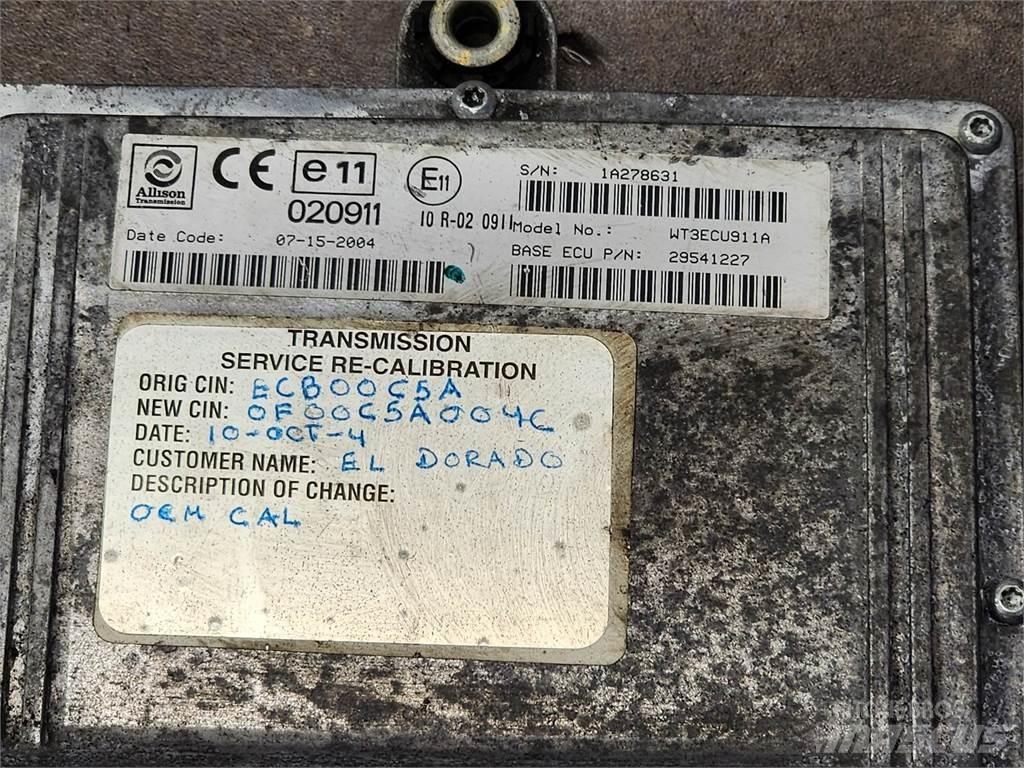 Allison
Transmission
CE
e11
020911
E11
10 R-02 0911
Date Code: 07-15-2004
S/N: 1A278631
Model No.: WT3ECU911A
BASE ECU P/N: 29541227
TRANSMISSION
SERVICE RE-CALIBRATION
ORIG CIN: ECB00C5A
NEW CIN: 0F00C5A004C
DATE: 10-OCT-4
CUSTOMER NAME: EL DORADO
DESCRIPTION OF CHANGE:
OEM CAL